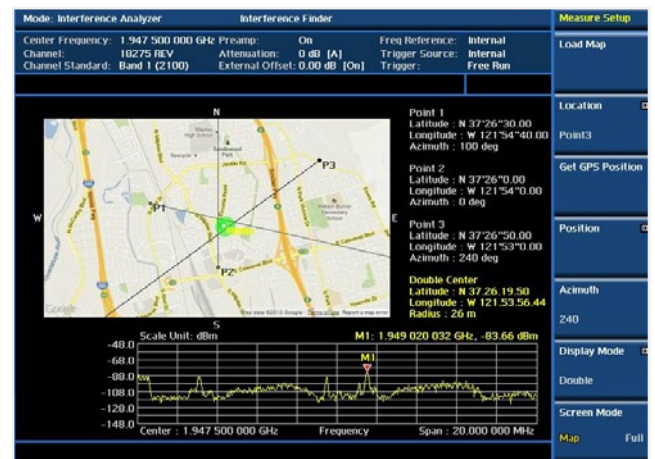 Mode: Interference Analyzer Interference Finder Measure Setup
Center Frequency: 1.947 500 000 GHz Preamp: On Freq Reference: Internal
Channel: 10275 REV Attenuation: 0 dB [A] Trigger Source: Internal
Channel Standard: Band 1 (2100) External Offset: 0.00 dB [On] Trigger: Free Run
Load Map
Location
Point3
Get GPS Position
Position
Azimuth
240
Display Mode
Double
Screen Mode
Map Full
N
W
E
S
P1
P2
P3
Google
Point 1
Latitude : N 37°26"30.00
Longitude : W 121°54"40.00
Azimuth : 100 deg
Point 2
Latitude : N 37°26"0.00
Longitude : W 121°54"0.00
Azimuth : 0 deg
Point 3
Latitude : N 37°26"50.00
Longitude : W 121°53"0.00
Azimuth : 240 deg
Double Center
Latitude : N 37.26.19.50
Longitude : W 121.53.56.44
Radius : 26 m
Scale Unit: dBm M1: 1.949 020 032 GHz, -83.66 dBm
M1
-48.0
-68.0
-88.0
-108.0
-128.0
-148.0
Center : 1.947 500 000 GHz Frequency Span : 20.000 000 MHz